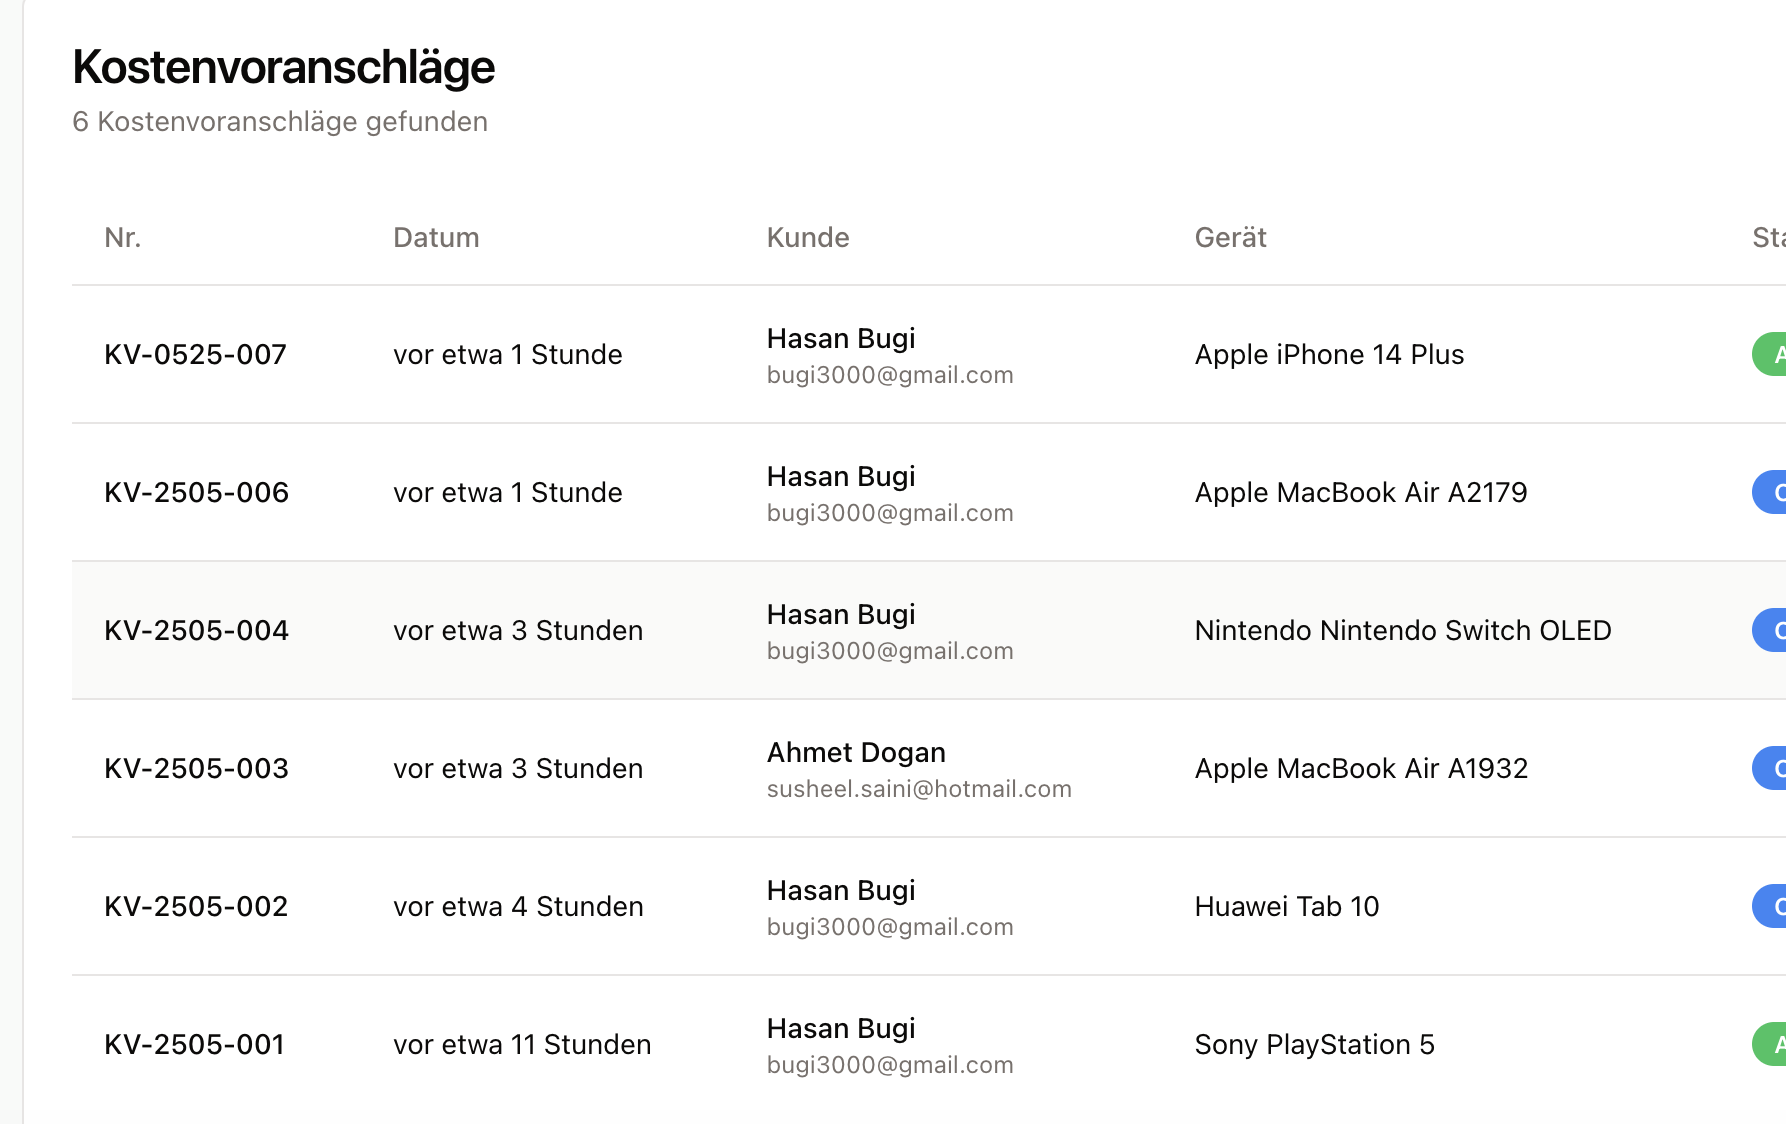 Kostenvoranschläge
6 Kostenvoranschläge gefunden
Nr. Datum Kunde Gerät
KV-0525-007 vor etwa 1 Stunde Hasan Bugi Apple iPhone 14 Plus
bugi3000@gmail.com
KV-2505-006 vor etwa 1 Stunde Hasan Bugi Apple MacBook Air A2179
bugi3000@gmail.com
KV-2505-004 vor etwa 3 Stunden Hasan Bugi Nintendo Nintendo Switch OLED
bugi3000@gmail.com
KV-2505-003 vor etwa 3 Stunden Ahmet Dogan Apple MacBook Air A1932
susheel.saini@hotmail.com
KV-2505-002 vor etwa 4 Stunden Hasan Bugi Huawei Tab 10
bugi3000@gmail.com
KV-2505-001 vor etwa 11 Stunden Hasan Bugi Sony PlayStation 5
bugi3000@gmail.com